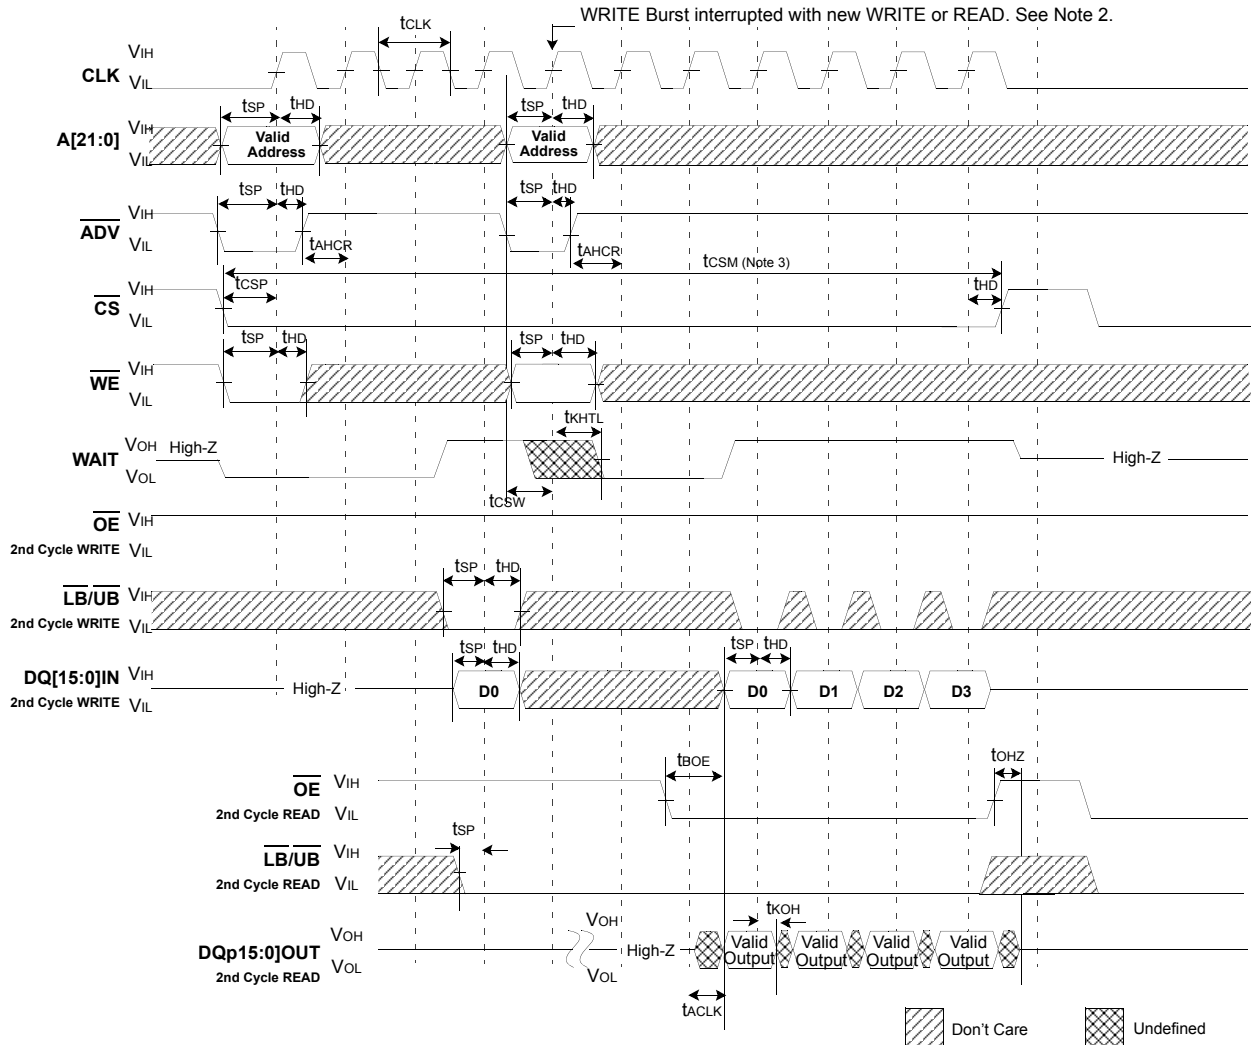 WRITE Burst interrupted with new WRITE or READ. See Note 2.
tCLK
CLK VIH
VIL
tSP tHD tSP tHD
A[21:0] VIH
VIL
Valid Address
Valid Address
tSP tHD tSP tHD
ADV VIH
VIL
tAHCR tAHCR
tCSM (Note 3)
CS VIH
VIL
tCSP tHD
tSP tHD tSP tHD
WE VIH
VIL
tKHTL
WAIT VOH High-Z
VOL
High-Z
tCSW
OE VIH
2nd Cycle WRITE VIL
tSP tHD
LB/UB VIH
2nd Cycle WRITE VIL
tSP tHD tSP tHD
DQ[15:0]IN VIH
2nd Cycle WRITE VIL
High-Z D0 D0 D1 D2 D3
tBOE tOHZ
OE VIH
2nd Cycle READ VIL
tSP
LB/UB VIH
2nd Cycle READ VIL
tKOH
DQp15:0]OUT VOH
2nd Cycle READ VOL
VOH
VOL
High-Z
Valid Output
Valid Output
Valid Output
Valid Output
tACLK
Don't Care Undefined